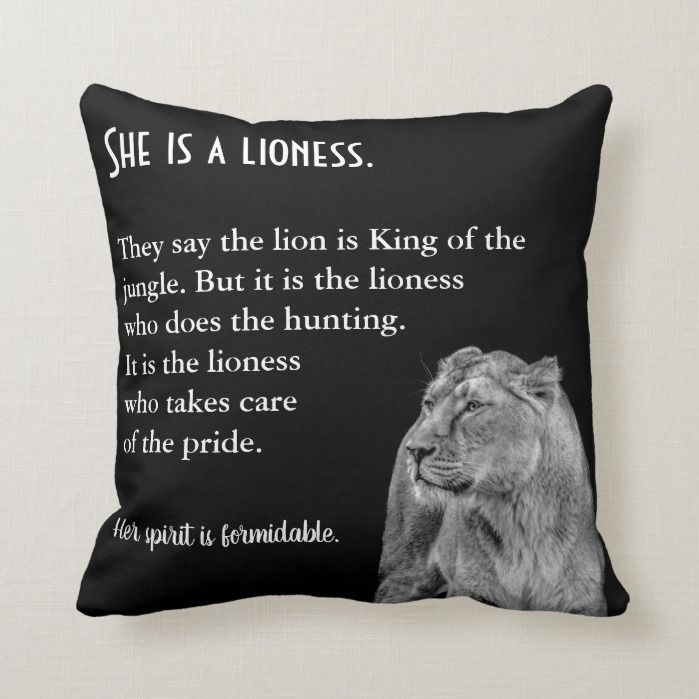 She is a lioness.
They say the lion is King of the
jungle. But it is the lioness
who does the hunting.
It is the lioness
who takes care
of the pride.
Her spirit is formidable.